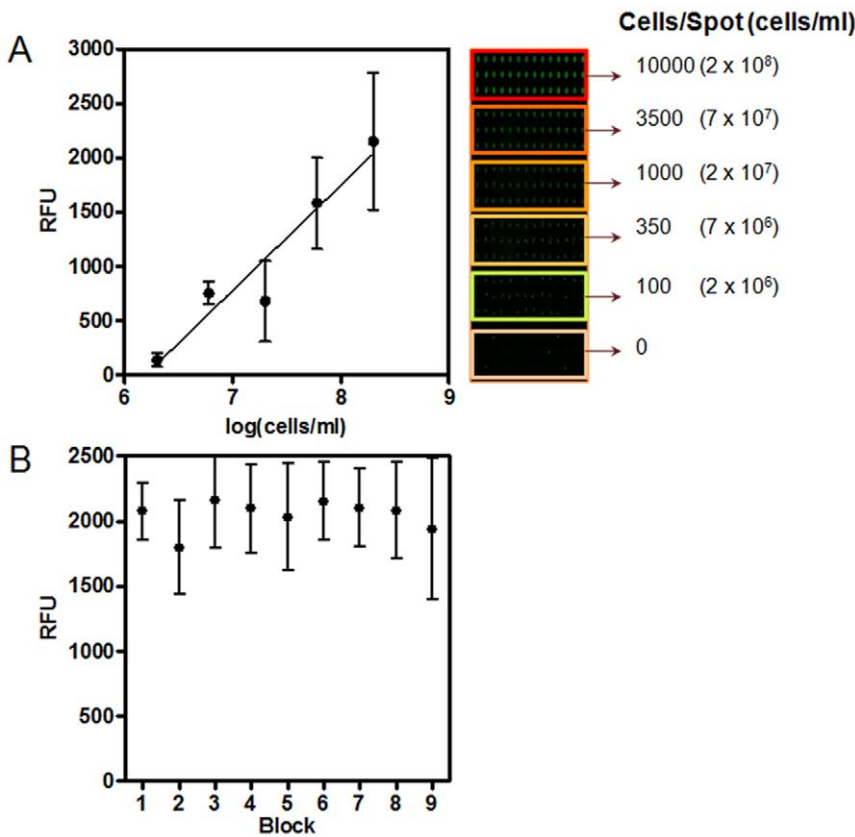 Cells/Spot (cells/ml)
A
3000
2500
2000
1500
1000
500
0
RFU
6 7 8 9
log(cells/ml)
10000 (2 x 10⁸)
3500 (7 x 10⁷)
1000 (2 x 10⁷)
350 (7 x 10⁶)
100 (2 x 10⁶)
0
B
2500
2000
1500
1000
500
0
RFU
1 2 3 4 5 6 7 8 9
Block